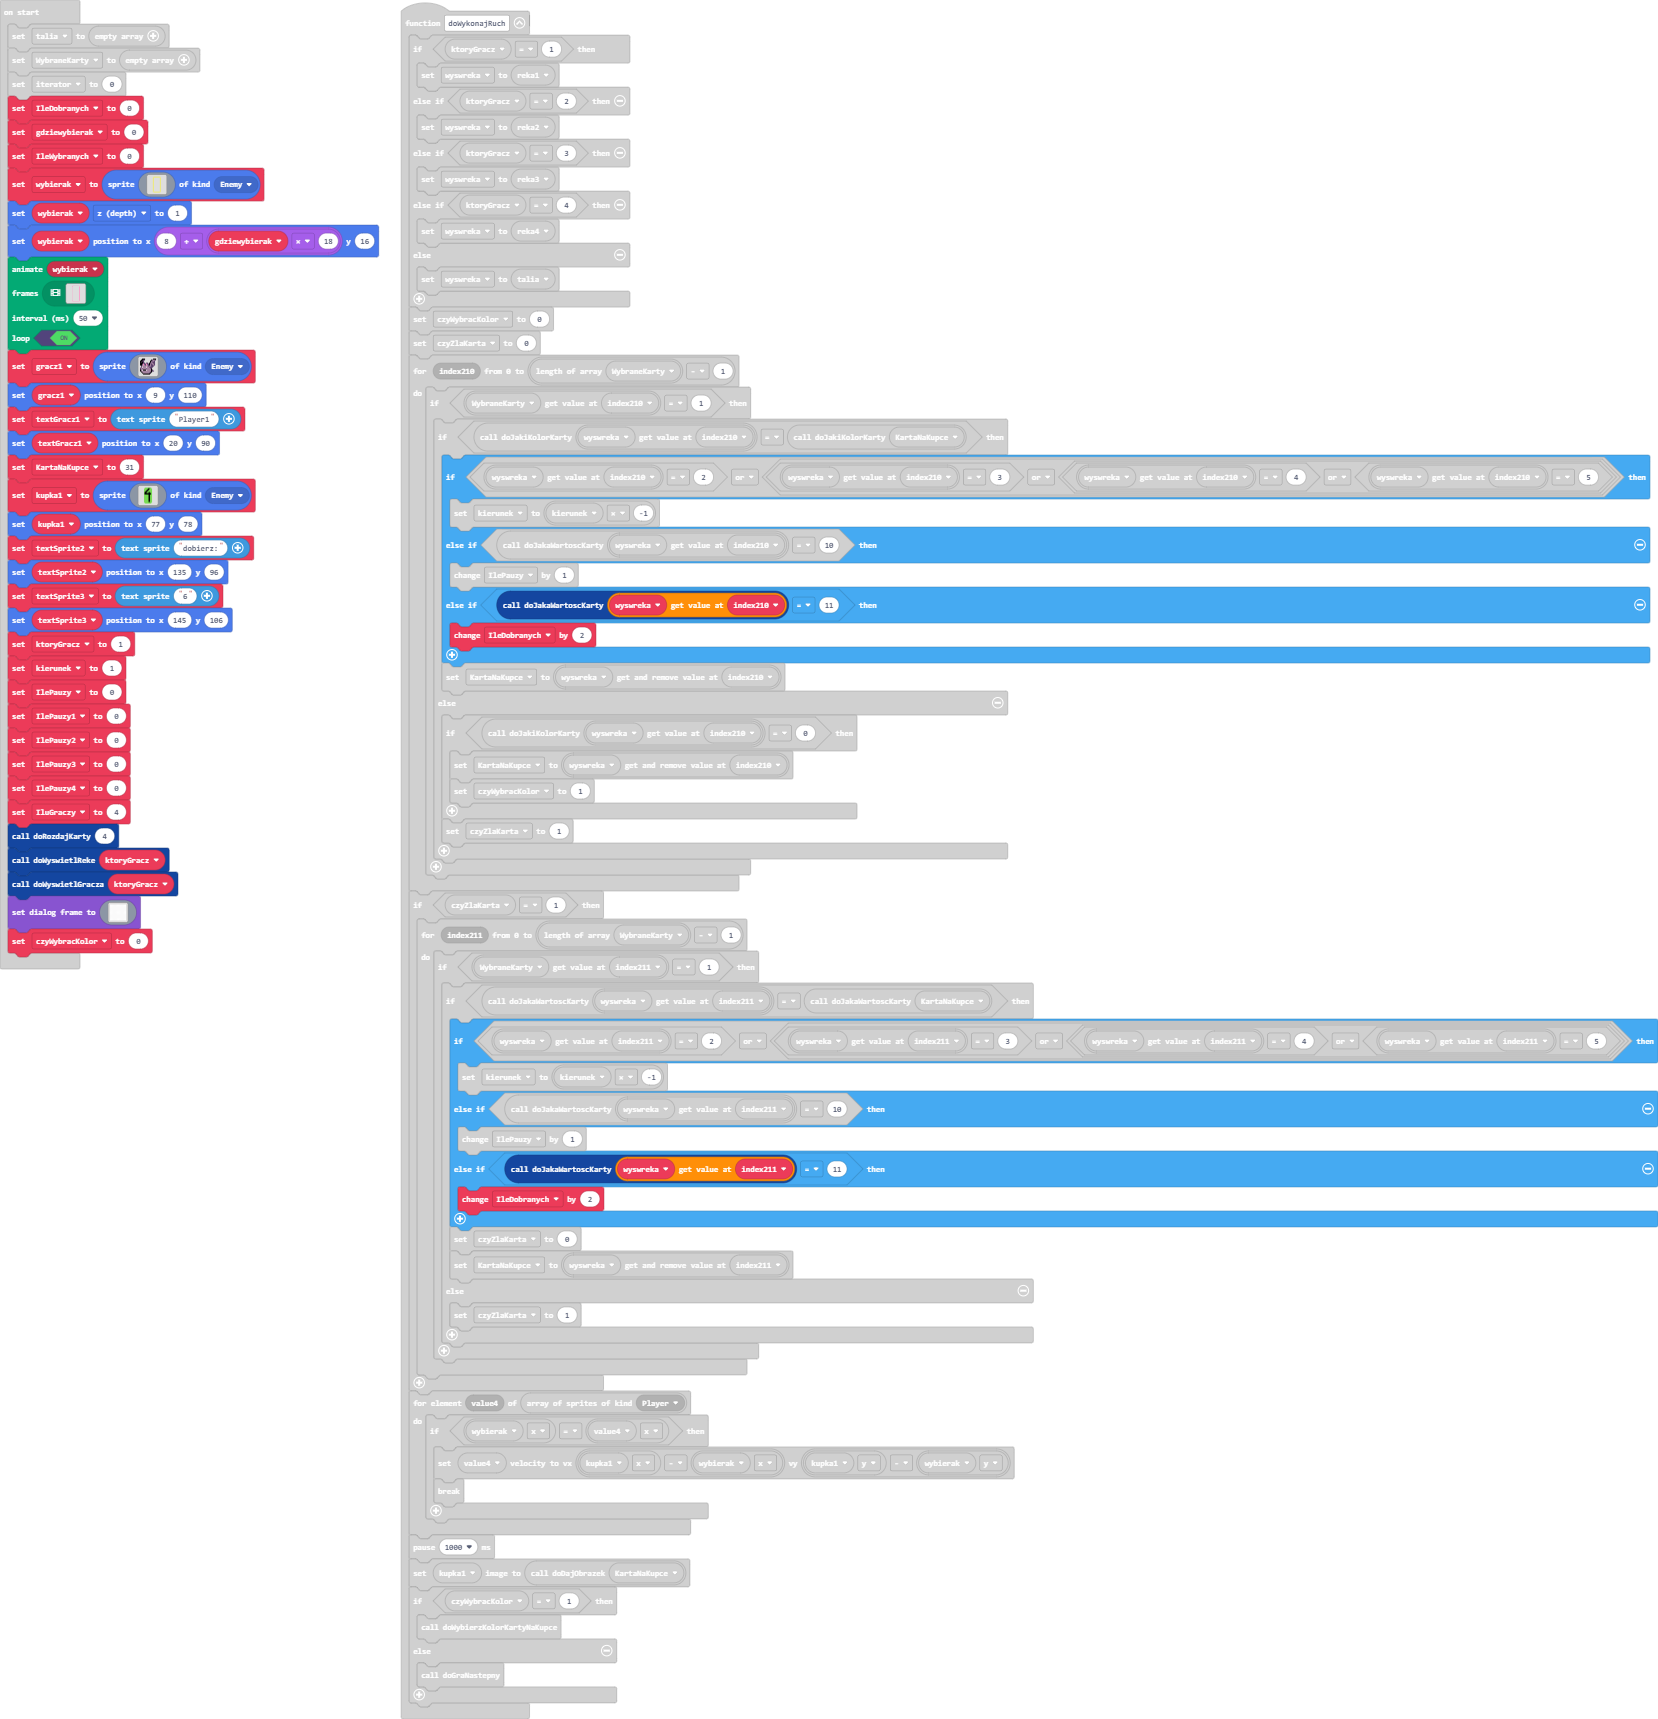 on start
set talia to empty array
set WybraneKarty to empty array
set iterator to 0
set IleDobranych to 0
set gdziewybierak to 0
set IleWybranych to 0
set wybierak to sprite of kind Enemy
set wybierak z (depth) to 1
set wybierak position to x 8 + gdziewybierak × 18 y 16
animate wybierak
frames
interval (ms) 50
loop ON
set gracz1 to sprite of kind Enemy
set gracz1 position to x 9 y 110
set textGracz1 to text sprite "Player1"
set textGracz1 position to x 20 y 90
set KartaNaKupce to 31
set kupka1 to sprite of kind Enemy
set kupka1 position to x 77 y 78
set textSprite2 to text sprite "dobierz:"
set textSprite2 position to x 135 y 96
set textSprite3 to text sprite "6"
set textSprite3 position to x 145 y 106
set ktoryGracz to 1
set kierunek to 1
set IlePauzy to 0
set IlePauzy1 to 0
set IlePauzy2 to 0
set IlePauzy3 to 0
set IlePauzy4 to 0
set IluGraczy to 4
call doRozdajKarty 4
call doWyswietlReke ktoryGracz
call doWyswietlGracza ktoryGracz
set dialog frame to
set czyWybracKolor to 0
function doWykonajRuch
if ktoryGracz = 1 then
set wyswreka to reka1
else if ktoryGracz = 2 then
set wyswreka to reka2
else if ktoryGracz = 3 then
set wyswreka to reka3
else if ktoryGracz = 4 then
set wyswreka to reka4
else
set wyswreka to talia
set czyWybracKolor to 0
set czyZlaKarta to 0
for index210 from 0 to length of array WybraneKarty - 1
do
if WybraneKarty get value at index210 = 1 then
if call doJakiKolorKarty wyswreka get value at index210 = call doJakiKolorKarty KartaNaKupce then
if wyswreka get value at index210 = 2 or wyswreka get value at index210 = 3 or wyswreka get value at index210 = 4 or wyswreka get value at index210 = 5 then
set kierunek to kierunek × -1
else if call doJakaWartoscKarty wyswreka get value at index210 = 10 then
change IlePauzy by 1
else if call doJakaWartoscKarty wyswreka get value at index210 = 11 then
change IleDobranych by 2
set KartaNaKupce to wyswreka get and remove value at index210
else
if call doJakiKolorKarty wyswreka get value at index210 = 0 then
set KartaNaKupce to wyswreka get and remove value at index210
set czyWybracKolor to 1
set czyZlaKarta to 1
if czyZlaKarta = 1 then
for index211 from 0 to length of array WybraneKarty - 1
do
if WybraneKarty get value at index211 = 1 then
if call doJakaWartoscKarty wyswreka get value at index211 = call doJakaWartoscKarty KartaNaKupce then
if wyswreka get value at index211 = 2 or wyswreka get value at index211 = 3 or wyswreka get value at index211 = 4 or wyswreka get value at index211 = 5 then
set kierunek to kierunek × -1
else if call doJakaWartoscKarty wyswreka get value at index211 = 10 then
change IlePauzy by 1
else if call doJakaWartoscKarty wyswreka get value at index211 = 11 then
change IleDobranych by 2
set czyZlaKarta to 0
set KartaNaKupce to wyswreka get and remove value at index211
else
set czyZlaKarta to 1
for element value4 of array of sprites of kind Player
do
if wybierak x = value4 x then
set value4 velocity to vx kupka1 x - wybierak x vy kupka1 y - wybierak y
break
pause 1000 ms
set kupka1 image to call doDajObrazek KartaNaKupce
if czyWybracKolor = 1 then
call doWybierzKolorKartyNaKupce
else
call doGraNastepny